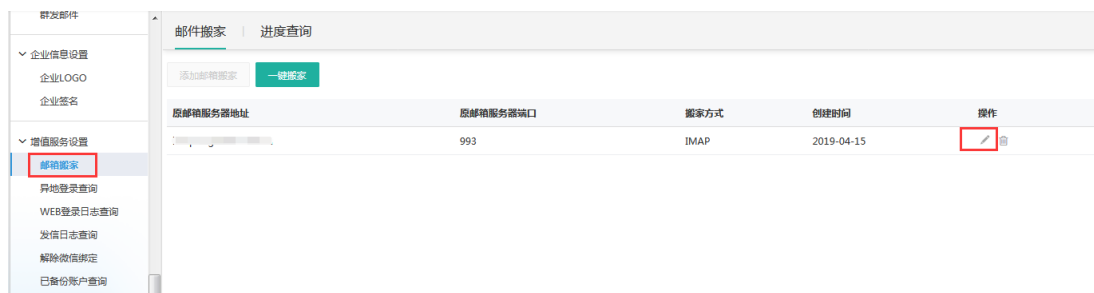 群发邮件
企业信息设置
企业LOGO
企业签名
增值服务设置
邮箱搬家
异地登录查询
WEB登录日志查询
发信日志查询
解除微信绑定
已备份账户查询
邮件搬家 | 进度查询
添加邮箱搬家 一键搬家
原邮箱服务器地址 原邮箱服务器端口 搬家方式 创建时间 操作
993 IMAP 2019-04-15